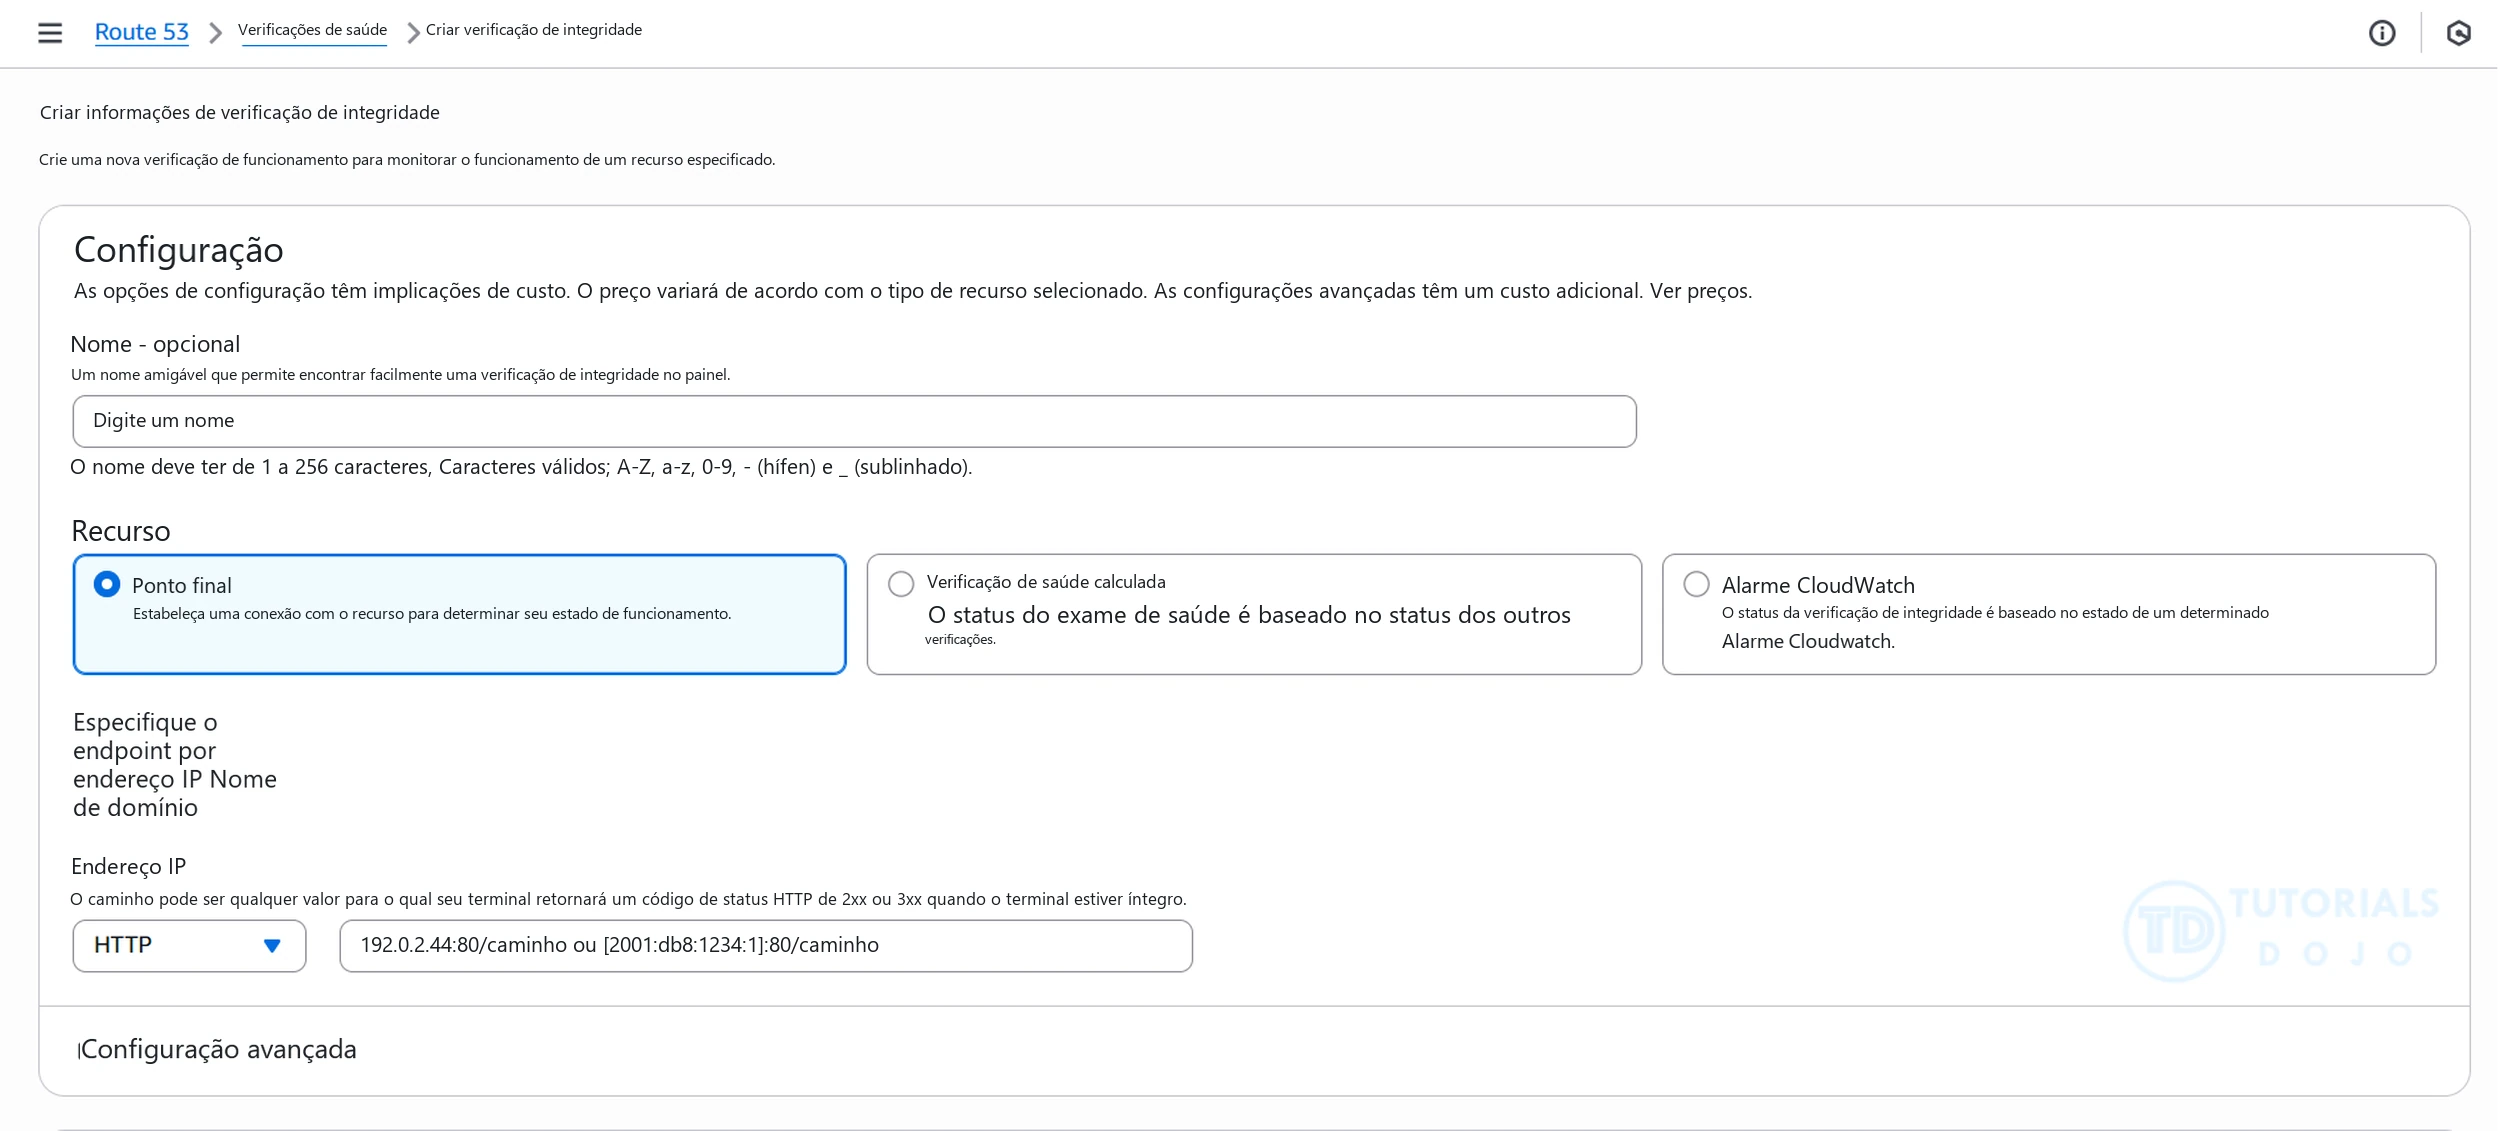 Route 53 Verificações de saúde Criar verificação de integridade
Criar informações de verificação de integridade
Crie uma nova verificação de funcionamento para monitorar o funcionamento de um recurso especificado.
Configuração
As opções de configuração têm implicações de custo. O preço variará de acordo com o tipo de recurso selecionado. As configurações avançadas têm um custo adicional. Ver preços.
Nome - opcional
Um nome amigável que permite encontrar facilmente uma verificação de integridade no painel.
Digite um nome
O nome deve ter de 1 a 256 caracteres, Caracteres válidos; A-Z, a-z, 0-9, - (hífen) e _ (sublinhado).
Recurso
Ponto final
Estabeleça uma conexão com o recurso para determinar seu estado de funcionamento.
Verificação de saúde calculada
O status do exame de saúde é baseado no status dos outros
verificações.
Alarme CloudWatch
O status da verificação de integridade é baseado no estado de um determinado
Alarme Cloudwatch.
Especifique o
endpoint por
endereço IP Nome
de domínio
Endereço IP
O caminho pode ser qualquer valor para o qual seu terminal retornará um código de status HTTP de 2xx ou 3xx quando o terminal estiver íntegro.
HTTP
192.0.2.44:80/caminho ou [2001:db8:1234:1]:80/caminho
TD TUTORIALS
DOJO
Configuração avançada